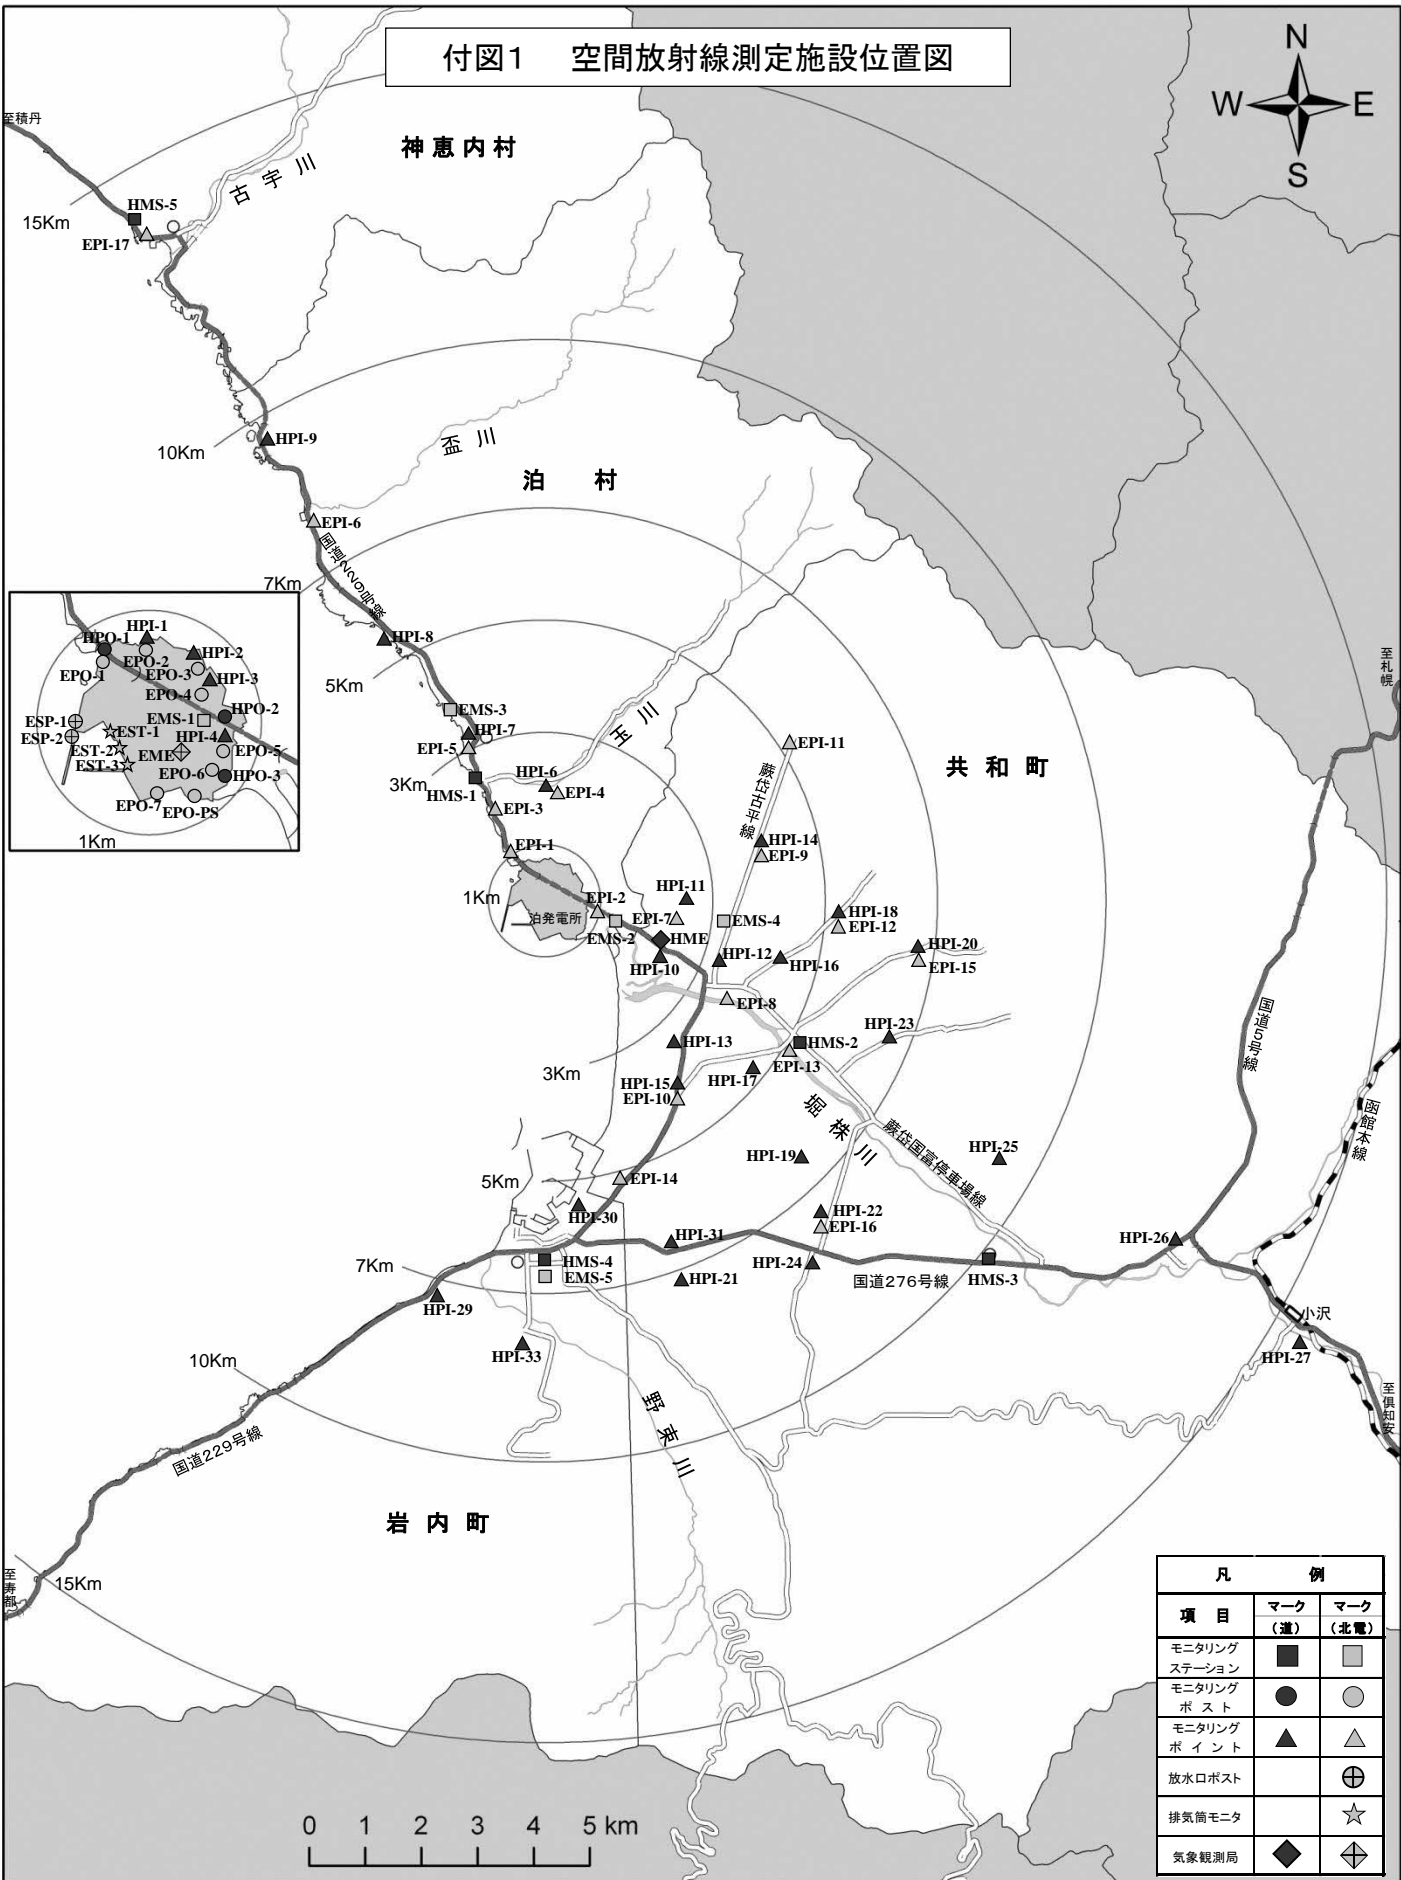 付図1 空間放射線測定施設位置図
N
W E
S
至積丹
神恵内村
古宇川
HMS-5
15Km
EPI-17
HPI-9
10Km
盃川
泊村
EPI-6
国道229号線
7Km
HPI-8
5Km
EMS-3
HPI-7
EPI-5
玉川
3Km
HMS-1
HPI-6
EPI-4
EPI-3
EPI-11
蕨岱古平線
共和町
至札幌
HPI-1
HPO-1
HPI-2
EPO-2
EPO-1
EPO-3
HPI-3
EPO-4
HPO-2
ESP-1
EMS-1
EST-1
ESP-2
HPI-4
EST-2
EME
EPO-5
EST-3
EPO-6
HPO-3
EPO-7
EPO-PS
1Km
EPI-1
HPI-14
EPI-9
1Km
HPI-11
EPI-2
泊発電所
EPI-7
EMS-4
HPI-18
EPI-12
EMS-2
HME
HPI-20
HPI-10
HPI-12
HPI-16
EPI-15
EPI-8
国道5号線
HPI-13
HMS-2
HPI-23
EPI-13
3Km
HPI-15
HPI-17
EPI-10
堀株川
蕨岱国富停車場線
函館本線
HPI-19
HPI-25
5Km
EPI-14
HPI-30
HPI-22
EPI-16
HPI-31
HPI-26
7Km
HMS-4
EMS-5
HPI-24
HPI-21
国道276号線
HMS-3
HPI-29
小沢
HPI-33
HPI-27
10Km
至倶知安
野束川
国道229号線
岩内町
至寿都
15Km
凡例
項目 マーク(道) マーク(北電)
モニタリング
ステーション
モニタリング
ポスト
モニタリング
ポイント
放水口ポスト
排気筒モニタ
気象観測局
0 1 2 3 4 5 km